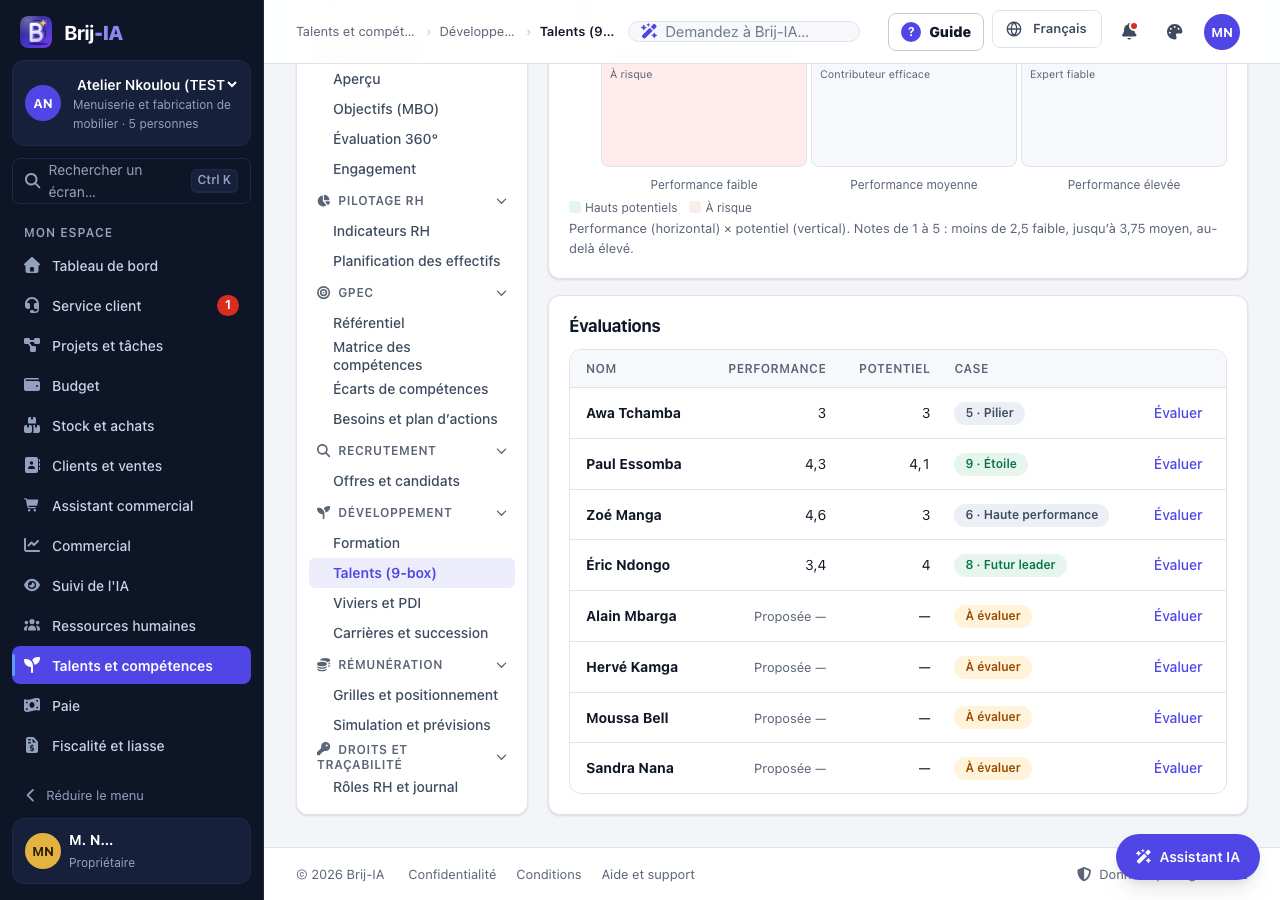 Brij-IA
AN
Atelier Nkoulou (TEST
Menuiserie et fabrication de
mobilier · 5 personnes
Rechercher un
écran...
Ctrl K
MON ESPACE
Tableau de bord
Service client
1
Projets et tâches
Budget
Stock et achats
Clients et ventes
Assistant commercial
Commercial
Suivi de l'IA
Ressources humaines
Talents et compétences
Paie
Fiscalité et liasse
Réduire le menu
MN
M. N...
Propriétaire
Talents et compét... › Développe... › Talents (9...
Demandez à Brij-IA...
? Guide
Français
MN
Aperçu
Objectifs (MBO)
Évaluation 360°
Engagement
PILOTAGE RH
Indicateurs RH
Planification des effectifs
GPEC
Référentiel
Matrice des
compétences
Écarts de compétences
Besoins et plan d'actions
RECRUTEMENT
Offres et candidats
DÉVELOPPEMENT
Formation
Talents (9-box)
Viviers et PDI
Carrières et succession
RÉMUNÉRATION
Grilles et positionnement
Simulation et prévisions
DROITS ET
TRAÇABILITÉ
Rôles RH et journal
À risque
Contributeur efficace
Expert fiable
Performance faible
Performance moyenne
Performance élevée
Hauts potentiels
À risque
Performance (horizontal) × potentiel (vertical). Notes de 1 à 5 : moins de 2,5 faible, jusqu'à 3,75 moyen, au-
delà élevé.
Évaluations
NOM PERFORMANCE POTENTIEL CASE
Awa Tchamba 3 3 5 · Pilier Évaluer
Paul Essomba 4,3 4,1 9 · Étoile Évaluer
Zoé Manga 4,6 3 6 · Haute performance Évaluer
Éric Ndongo 3,4 4 8 · Futur leader Évaluer
Alain Mbarga Proposée — — À évaluer Évaluer
Hervé Kamga Proposée — — À évaluer Évaluer
Moussa Bell Proposée — — À évaluer Évaluer
Sandra Nana Proposée — — À évaluer Évaluer
© 2026 Brij-IA
Confidentialité
Conditions
Aide et support
Assistant IA